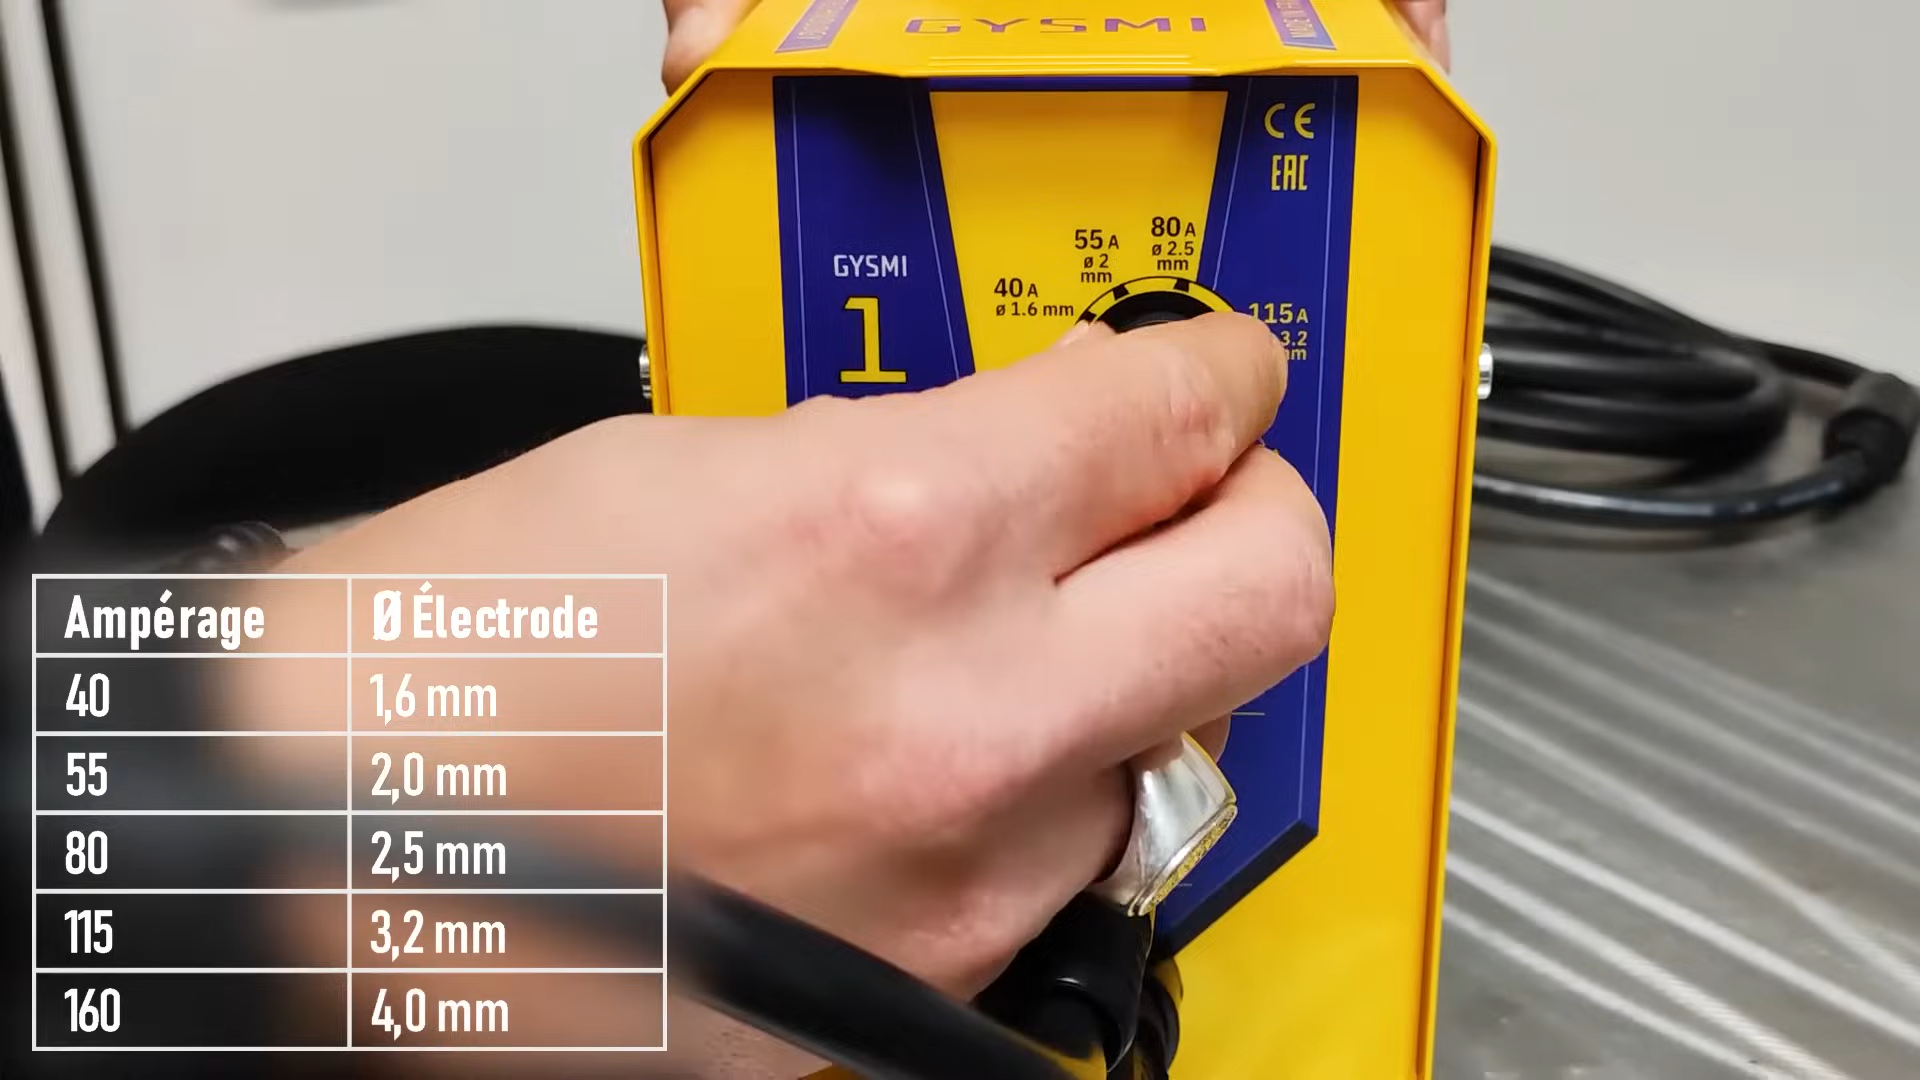 GYSMI
CE
EAC
GYSMI
1
40 A
ø 1.6 mm
55 A
ø 2
mm
80 A
ø 2.5
mm
115 A
3.2
Ampérage Ø Électrode
40 1,6 mm
55 2,0 mm
80 2,5 mm
115 3,2 mm
160 4,0 mm